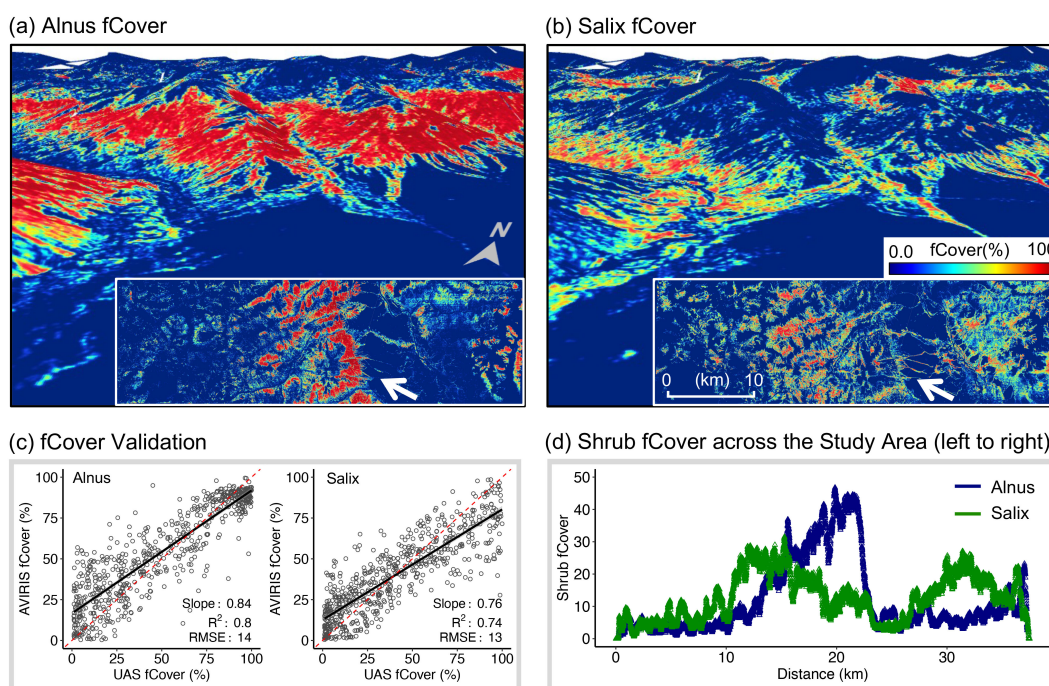 (a) Alnus fCover
(b) Salix fCover
N
0.0 fCover(%) 100
0 (km) 10
(c) fCover Validation
(d) Shrub fCover across the Study Area (left to right)
Alnus
AVIRIS fCover (%)
100
75
50
25
0
Slope: 0.84
R²: 0.8
RMSE: 14
0 25 50 75 100
UAS fCover (%)
Salix
AVIRIS fCover (%)
100
75
50
25
0
Slope: 0.76
R²: 0.74
RMSE: 13
0 25 50 75 100
UAS fCover (%)
Shrub fCover
50
40
30
20
10
0
Alnus
Salix
0 10 20 30
Distance (km)